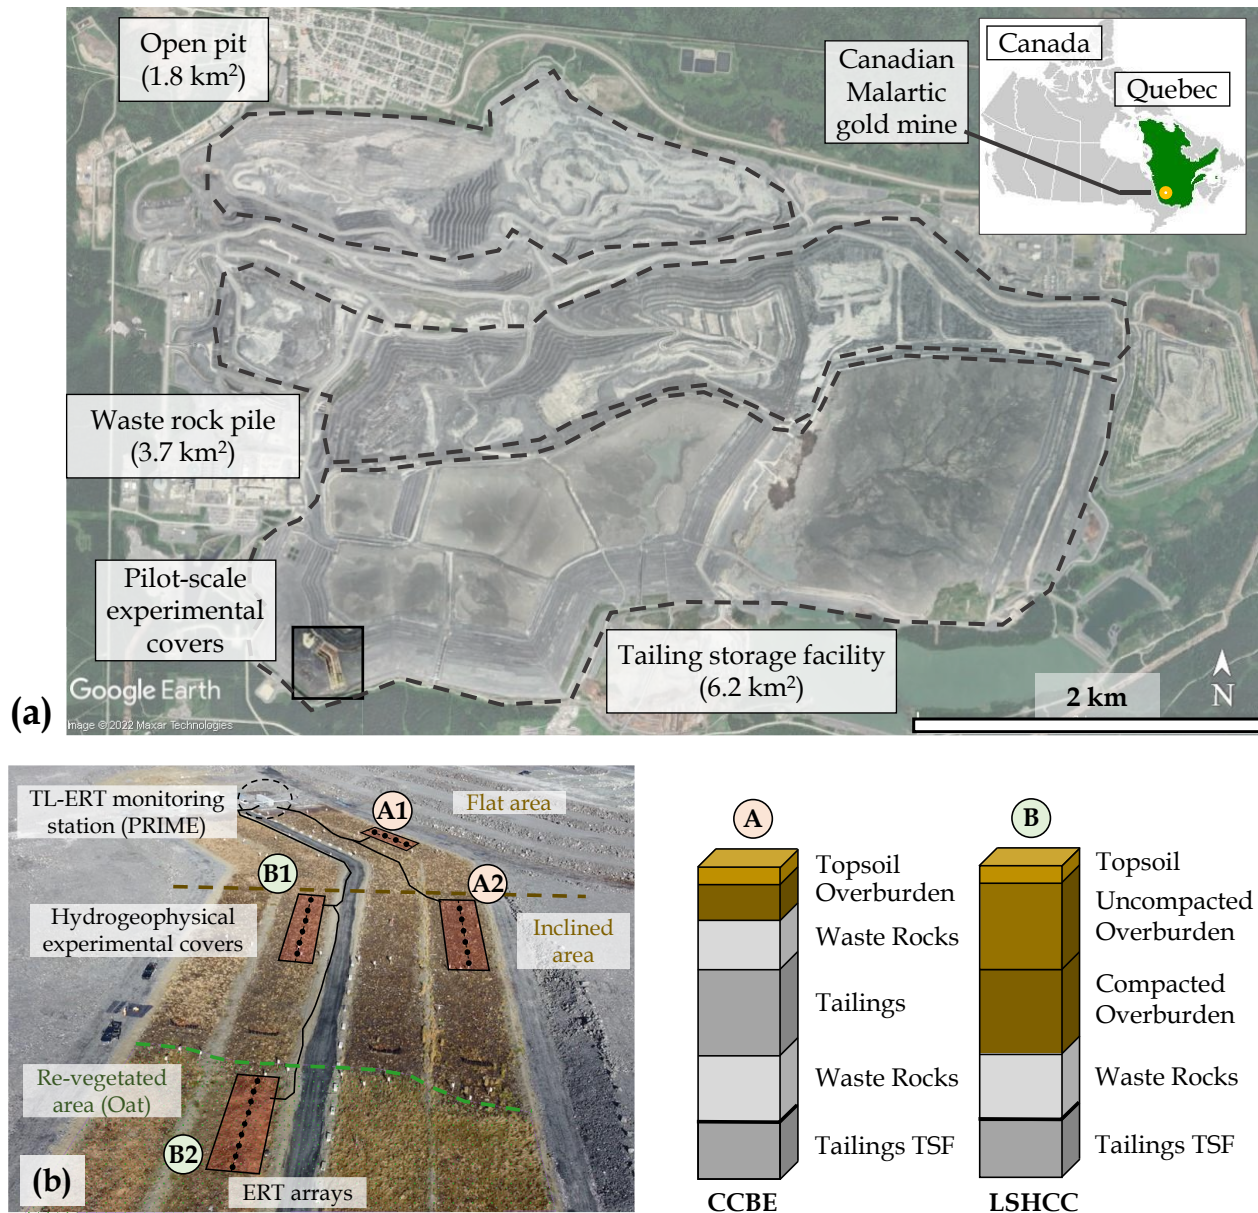 Open pit
(1.8 km²)
Canadian
Malartic
gold mine
Canada
Quebec
Waste rock pile
(3.7 km²)
Pilot-scale
experimental
covers
Tailing storage facility
(6.2 km²)
N
2 km
Google Earth
Image © 2022 Maxar Technologies
(a)
TL-ERT monitoring
station (PRIME)
A1
Flat area
B1
A2
Hydrogeophysical
experimental covers
Inclined
area
Re-vegetated
area (Oat)
B2
ERT arrays
(b)
A
Topsoil
Overburden
Waste Rocks
Tailings
Waste Rocks
Tailings TSF
CCBE
B
Topsoil
Uncompacted
Overburden
Compacted
Overburden
Waste Rocks
Tailings TSF
LSHCC